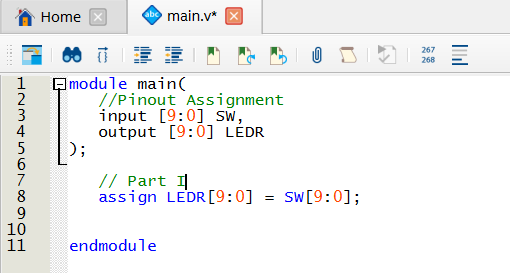 Home
abc main.v*
267
268
1 module main(
2 //Pinout Assignment
3 input [9:0] SW,
4 output [9:0] LEDR
5 );
6
7 // Part I
8 assign LEDR[9:0] = SW[9:0];
9
10
11 endmodule